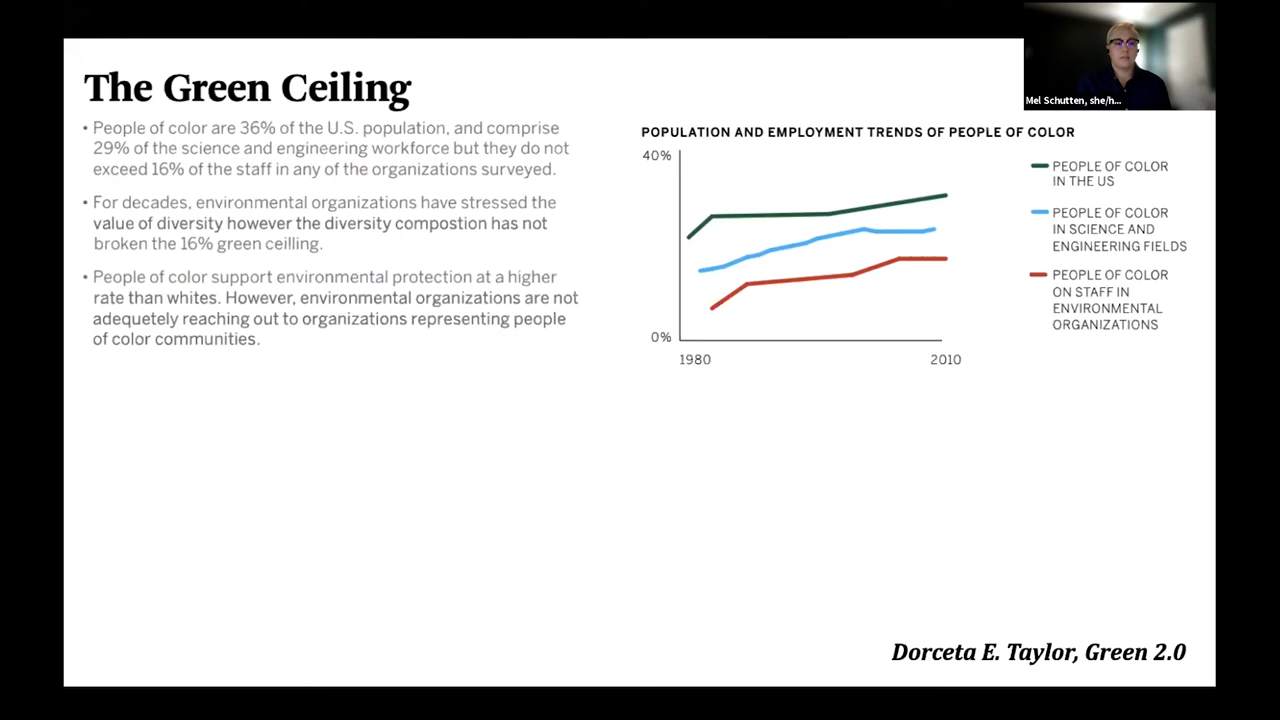 The Green Ceiling
• People of color are 36% of the U.S. population, and comprise
29% of the science and engineering workforce but they do not
exceed 16% of the staff in any of the organizations surveyed.
• For decades, environmental organizations have stressed the
value of diversity however the diversity compostion has not
broken the 16% green ceilling.
• People of color support environmental protection at a higher
rate than whites. However, environmental organizations are not
adequetely reaching out to organizations representing people
of color communities.
Mel Schutten, she/h...
POPULATION AND EMPLOYMENT TRENDS OF PEOPLE OF COLOR
40%
0%
1980
2010
PEOPLE OF COLOR
IN THE US
PEOPLE OF COLOR
IN SCIENCE AND
ENGINEERING FIELDS
PEOPLE OF COLOR
ON STAFF IN
ENVIRONMENTAL
ORGANIZATIONS
Dorceta E. Taylor, Green 2.0